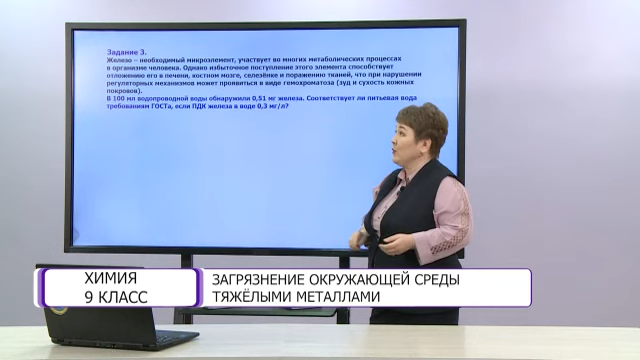 Задание 3.
Железо – необходимый микроэлемент, участвует во многих метаболических процессах
в организме человека. Однако избыточное поступление этого элемента способствует
отложению его в печени, костном мозге, селезёнке и поражению тканей, что при нарушении
регуляторных механизмов может проявиться в виде гемохроматоза (зуд и сухость кожных
покровов).
В 100 мл водопроводной воды обнаружили 0,51 мг железа. Соответствует ли питьевая вода
требованиям ГОСТа, если ПДК железа в воде 0,3 мг/л?
ХИМИЯ
9 КЛАСС
ЗАГРЯЗНЕНИЕ ОКРУЖАЮЩЕЙ СРЕДЫ
ТЯЖЁЛЫМИ МЕТАЛЛАМИ